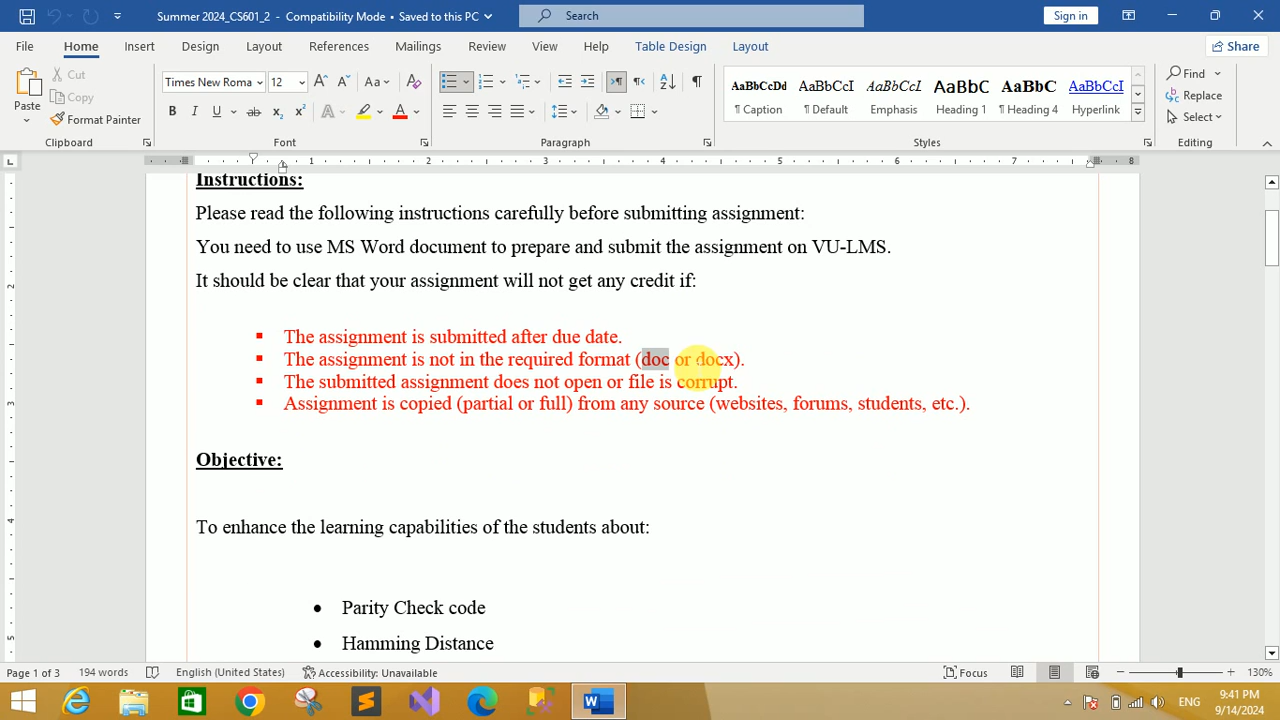 Summer 2024_CS601_2 - Compatibility Mode • Saved to this PC
Search
Sign in
File Home Insert Design Layout References Mailings Review View Help Table Design Layout
Share
Paste
Cut
Copy
Format Painter
Clipboard
Times New Roma 12
Font
Paragraph
AaBbCcDd AaBbCcI AaBbCcI AaBbC AaBbC AaBbCcI
¶ Caption ¶ Default Emphasis Heading 1 ¶ Heading 4 Hyperlink
Styles
Find
Replace
Select
Editing
1 2 3 4 5 6 7 8
Instructions:
Please read the following instructions carefully before submitting assignment:
You need to use MS Word document to prepare and submit the assignment on VU-LMS.
It should be clear that your assignment will not get any credit if:
The assignment is submitted after due date.
The assignment is not in the required format (doc or docx).
The submitted assignment does not open or file is corrupt.
Assignment is copied (partial or full) from any source (websites, forums, students, etc.).
Objective:
To enhance the learning capabilities of the students about:
• Parity Check code
• Hamming Distance
Page 1 of 3 194 words English (United States) Accessibility: Unavailable Focus 130%
ENG
9:41 PM
9/14/2024